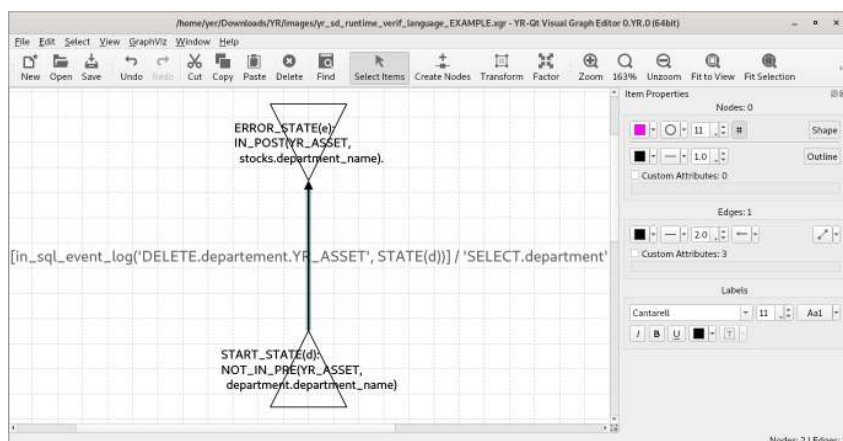 /home/yer/Downloads/YR/images/yr_sd_runtime_verif_language_EXAMPLE.xgr - YR-Qt Visual Graph Editor 0.YR.0 (64bit)
File Edit Select View GraphViz Window Help
New Open Save Undo Redo Cut Copy Paste Delete Find Select Items Create Nodes Transform Factor Zoom 163% Unzoom Fit to View Fit Selection
Item Properties
Nodes: 0
11 # Shape
1.0 Outline
Custom Attributes: 0
Edges: 1
2.0
Custom Attributes: 3
Labels
Cantarell 11 Aa1
I B U T
ERROR_STATE(e):
IN_POST(YR_ASSET,
stocks.department_name).
[in_sql_event_log('DELETE.departement.YR_ASSET', STATE(d))] / 'SELECT.department'
START_STATE(d):
NOT_IN_PRE(YR_ASSET,
department.department_name)